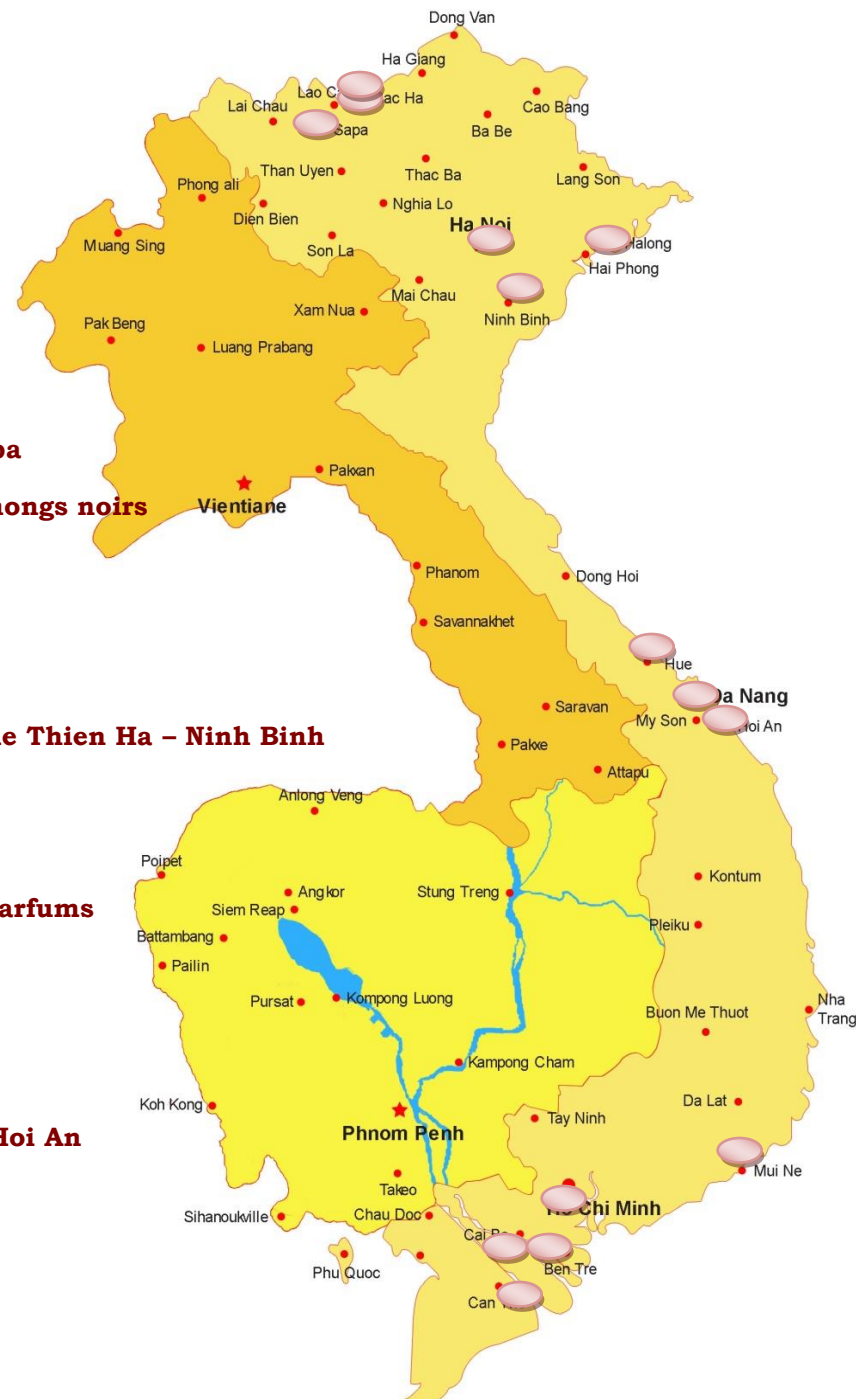 Dong Van
Ha Giang
Lao
ac Ha
Cao Bang
Lai Chau
Sapa
Ba Be
Than Uyen
Thac Ba
Lang Son
Phong ali
Nghia Lo
Dien Bien
Ha Noi
Muang Sing
Son La
Halong
Hai Phong
Mai Chau
Xam Nua
Ninh Binh
Pak Beng
Luang Prabang
pa
Pakxan
nongs noirs
Vientiane
Phanom
Dong Hoi
Savannakhet
Hue
Da Nang
Saravan
My Son
Hoi An
e Thien Ha – Ninh Binh
Pakxe
Attapu
Anlong Veng
Poipet
Kontum
Angkor
Stung Treng
arfums
Siem Reap
Pleiku
Battambang
Pailin
Pursat
Kompong Luong
Nha
Trang
Buon Me Thuot
Kampong Cham
Koh Kong
Da Lat
Tay Ninh
Hoi An
Phnom Penh
Mui Ne
Takeo
Sihanoukville
Chau Doc
Chi Minh
Cai
Phu Quoc
Ben Tre
Can